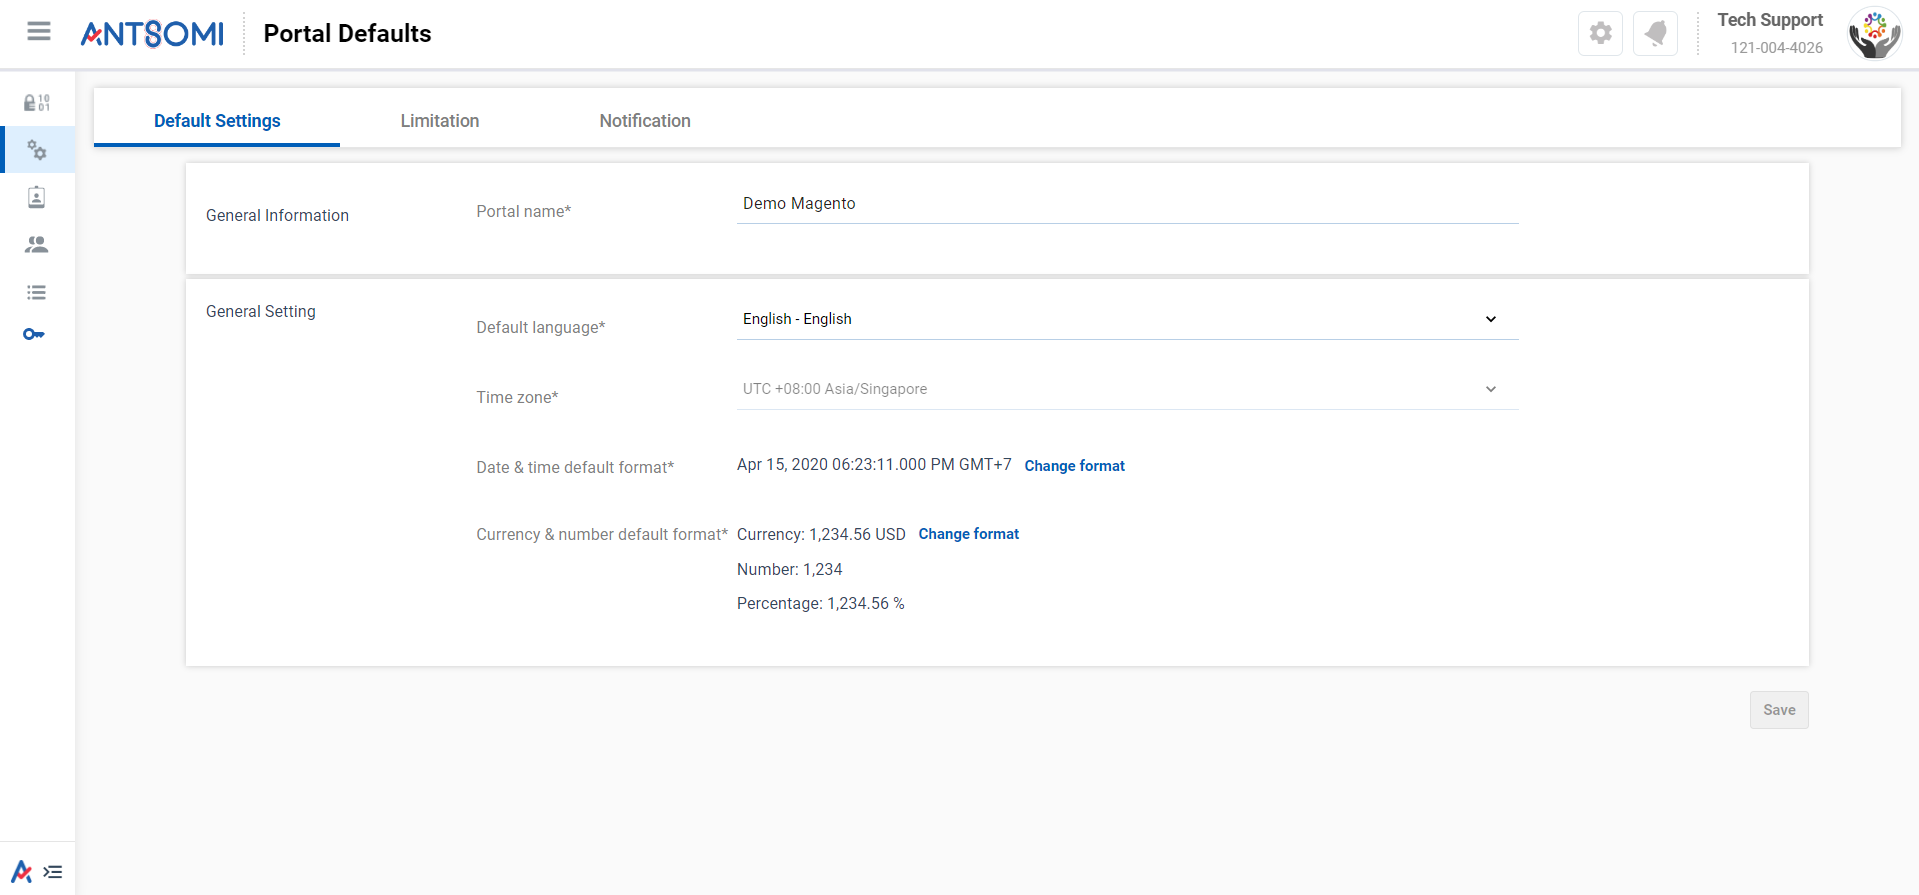 ANTSOMI
Portal Defaults
Tech Support
121-004-4026
10
01
Default Settings
Limitation
Notification
General Information
Portal name*
Demo Magento
General Setting
Default language*
English - English
Time zone*
UTC +08:00 Asia/Singapore
Date & time default format*
Apr 15, 2020 06:23:11.000 PM GMT+7
Change format
Currency & number default format*
Currency: 1,234.56 USD
Change format
Number: 1,234
Percentage: 1,234.56 %
Save